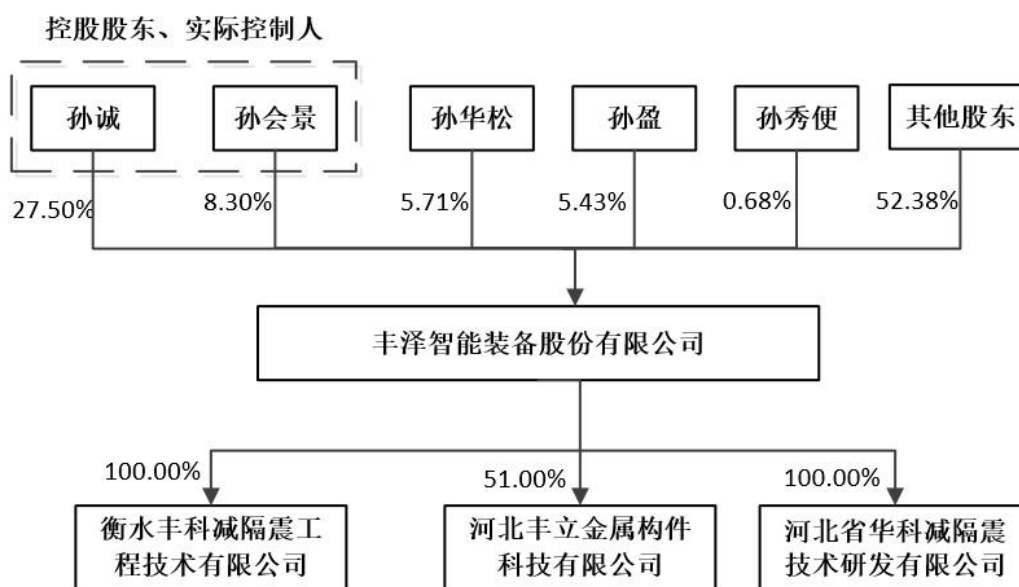 控股股东、实际控制人
孙诚
孙会景
孙华松
孙盈
孙秀便
其他股东
27.50%
8.30%
5.71%
5.43%
0.68%
52.38%
丰泽智能装备股份有限公司
100.00%
51.00%
100.00%
衡水丰科减隔震工
程技术有限公司
河北丰立金属构件
科技有限公司
河北省华科减隔震
技术研发有限公司